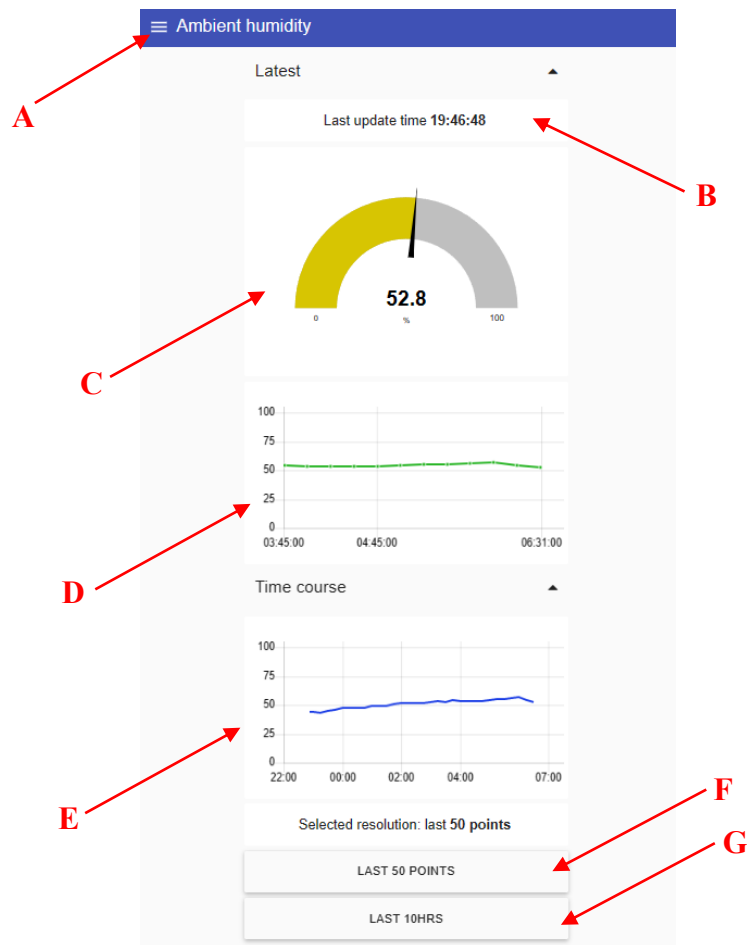 Ambient humidity
A
Latest
Last update time 19:46:48
B
52.8
0 % 100
C
100
75
50
25
0
03:45:00 04:45:00 06:31:00
D
Time course
100
75
50
25
0
22:00 00:00 02:00 04:00 07:00
E
Selected resolution: last 50 points
F
LAST 50 POINTS
G
LAST 10HRS